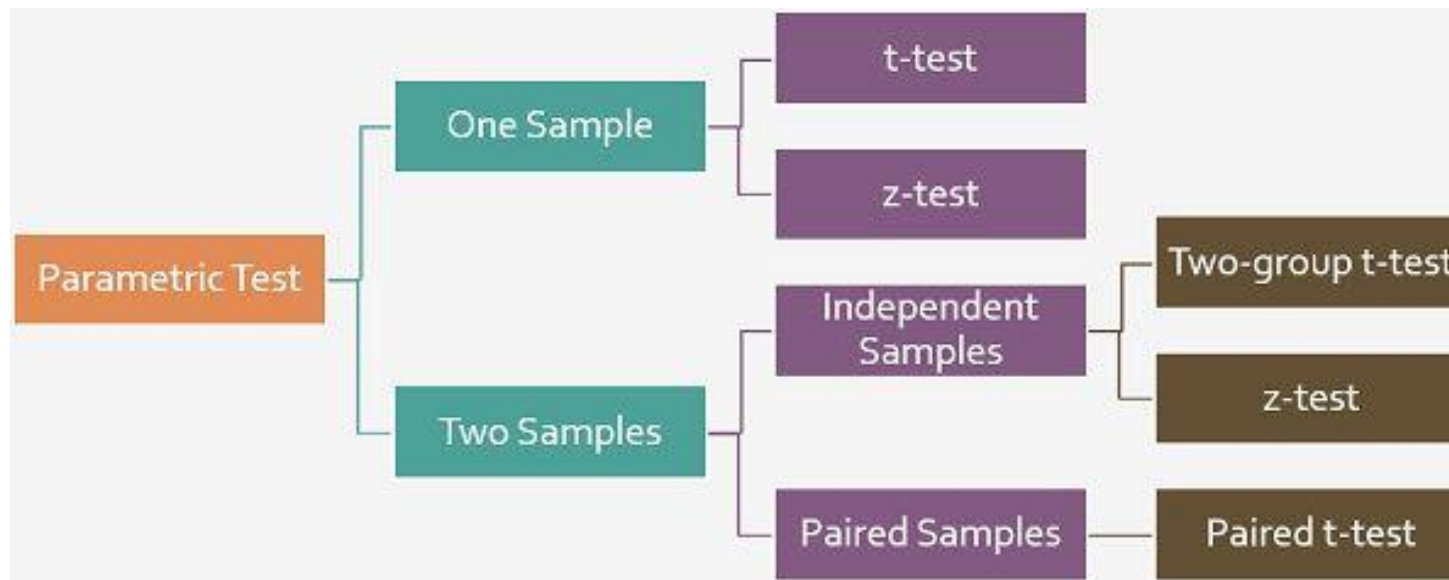 Parametric Test
One Sample
t-test
z-test
Two Samples
Independent
Samples
Two-group t-test
z-test
Paired Samples
Paired t-test